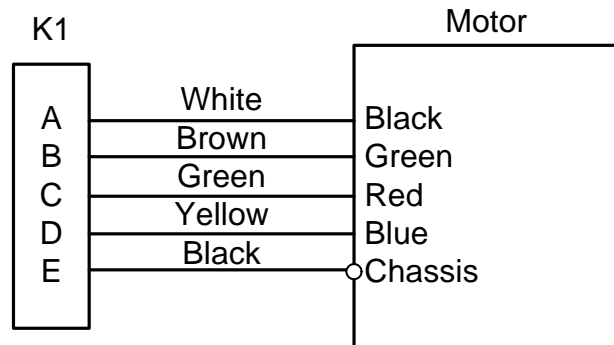 K1 Motor
A White Black
B Brown Green
C Green Red
D Yellow Blue
E Black Chassis